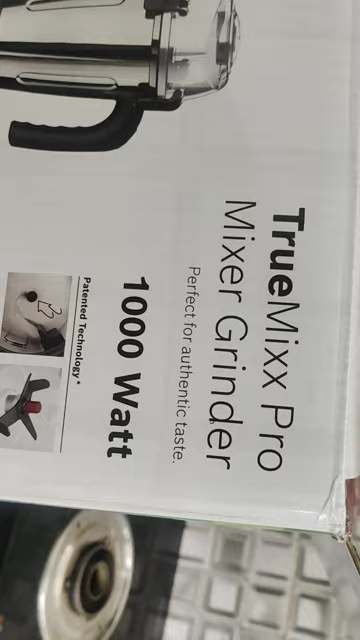 TrueMixx Pro
Mixer Grinder
Perfect for authentic taste.
1000 Watt
Patented Technology*